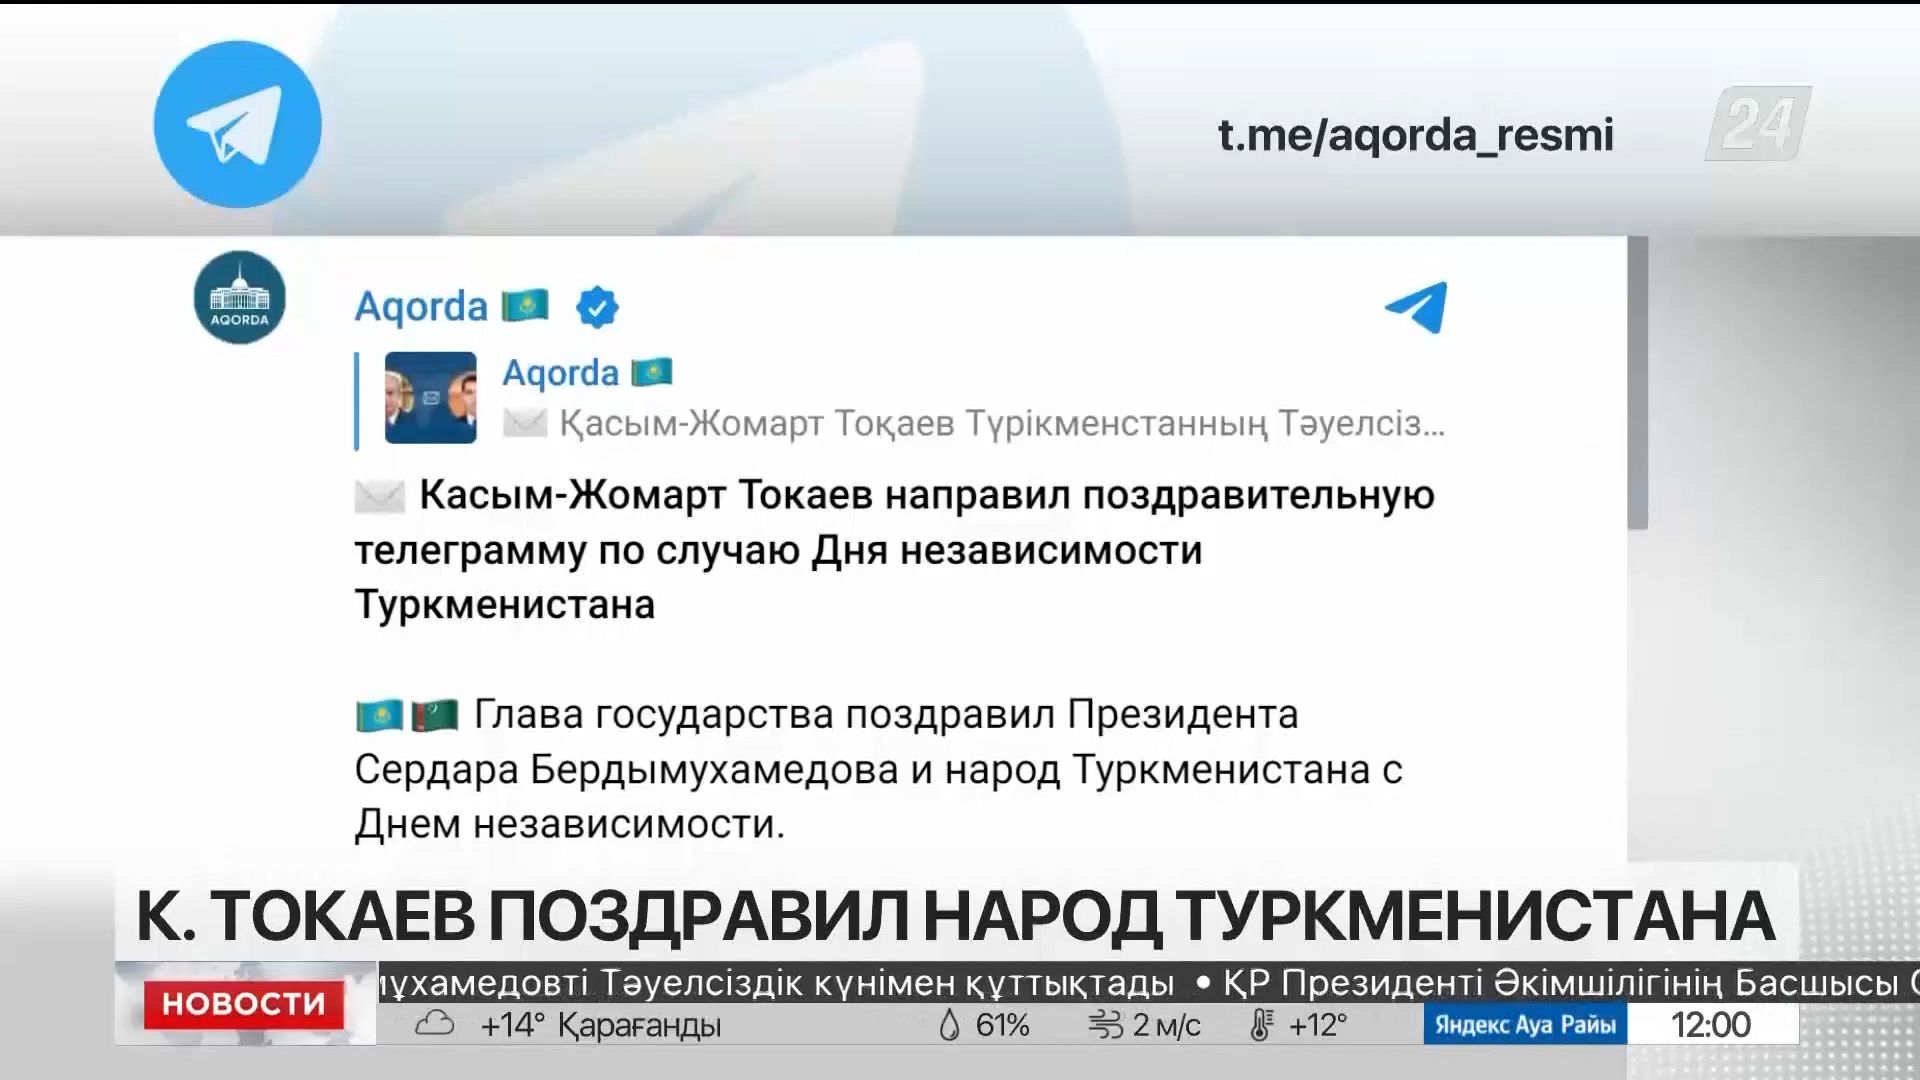 t.me/aqorda_resmi
24
AQORDA
Aqorda
Aqorda
Қасым-Жомарт Тоқаев Түрікменстанның Тәуелсіз...
Касым-Жомарт Токаев направил поздравительную
телеграмму по случаю Дня независимости
Туркменистана
Глава государства поздравил Президента
Сердара Бердымухамедова и народ Туркменистана с
Днем независимости.
К. ТОКАЕВ ПОЗДРАВИЛ НАРОД ТУРКМЕНИСТАНА
НОВОСТИ
мұхамедовті Тәуелсіздік күнімен құттықтады • ҚР Президенті Әкімшілігінің Басшысы
+14° Қарағанды 61% 2 м/с +12° Яндекс Ауа Райы 12:00